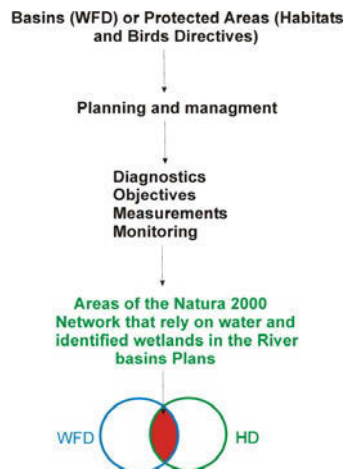 Basins (WFD) or Protected Areas (Habitats
and Birds Directives)
Planning and managment
Diagnostics
Objectives
Measurements
Monitoring
Areas of the Natura 2000
Network that rely on water and
identified wetlands in the River
basins Plans
WFD HD